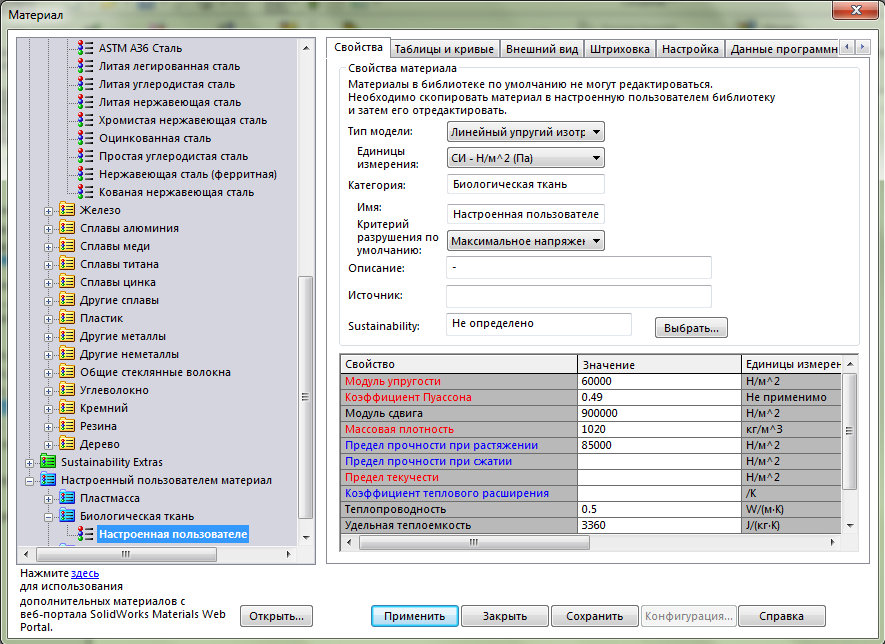 Материал
ASTM A36 Сталь
Литая легированная сталь
Литая углеродистая сталь
Литая нержавеющая сталь
Хромистая нержавеющая сталь
Оцинкованная сталь
Простая углеродистая сталь
Нержавеющая сталь (ферритная)
Кованая нержавеющая сталь
Железо
Сплавы алюминия
Сплавы меди
Сплавы титана
Сплавы цинка
Другие сплавы
Пластик
Другие металлы
Другие неметаллы
Общие стеклянные волокна
Углеволокно
Кремний
Резина
Дерево
Sustainability Extras
Настроенный пользователем материал
Пластмасса
Биологическая ткань
Настроенная пользователе
Нажмите здесь
для использования
дополнительных материалов с
веб-портала SolidWorks Materials Web
Portal.
Открыть...
Свойства Таблицы и кривые Внешний вид Штриховка Настройка Данные программн
Свойства материала
Материалы в библиотеке по умолчанию не могут редактироваться.
Необходимо скопировать материал в настроенную пользователем библиотеку
и затем его отредактировать.
Тип модели: Линейный упругий изотр
Единицы
измерения: СИ - Н/м^2 (Па)
Категория: Биологическая ткань
Имя: Настроенная пользователе
Критерий
разрушения по
умолчанию: Максимальное напряжен
Описание: -
Источник:
Sustainability: Не определено Выбрать...
Свойство Значение Единицы измерен
Модуль упругости 60000 Н/м^2
Коэффициент Пуассона 0.49 Не применимо
Модуль сдвига 900000 Н/м^2
Массовая плотность 1020 кг/м^3
Предел прочности при растяжении 85000 Н/м^2
Предел прочности при сжатии Н/м^2
Предел текучести Н/м^2
Коэффициент теплового расширения /K
Теплопроводность 0.5 W/(м·K)
Удельная теплоемкость 3360 J/(кг·K)
Применить Закрыть Сохранить Конфигурация... Справка